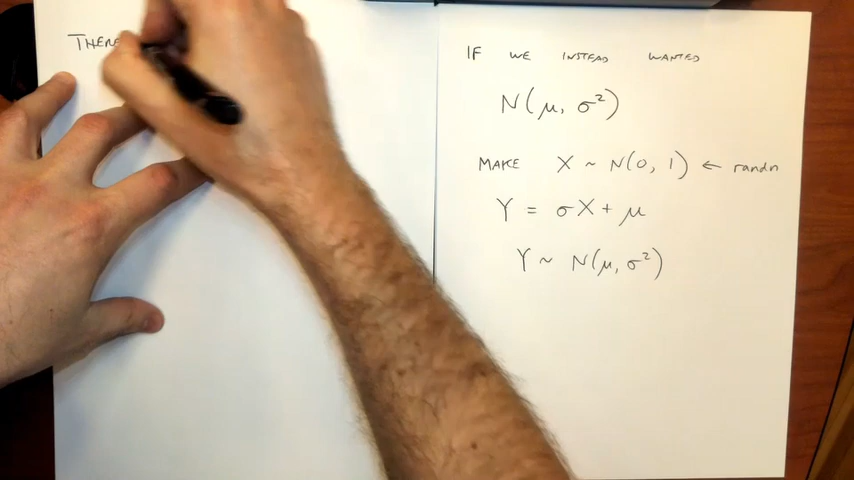 IF WE INSTEAD WANTED
N(μ, σ²)
MAKE X ~ N(0, 1) ← randn
Y = σX + μ
Y ~ N(μ, σ²)